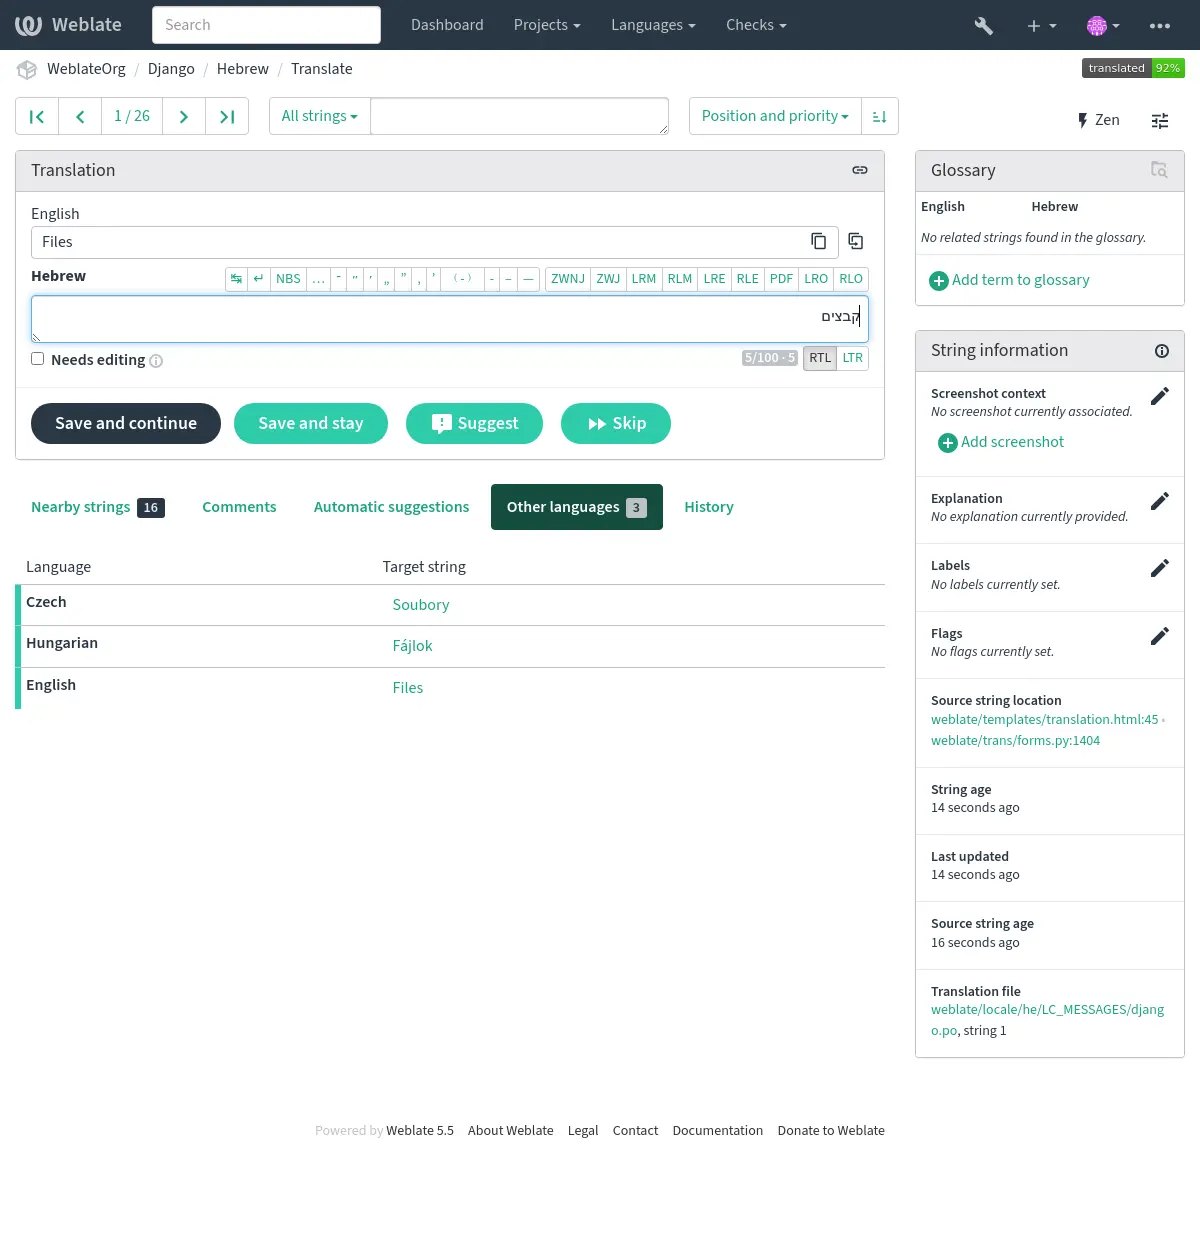 Weblate Search Dashboard Projects Languages Checks
WeblateOrg / Django / Hebrew / Translate translated 92%
1 / 26 All strings Position and priority Zen
Translation
English
Files
Hebrew ↹ ↵ NBS … ־ ״ ׳ „ ” ‚ ’ ( - ) - – — ZWNJ ZWJ LRM RLM LRE RLE PDF LRO RLO
קבצים
Needs editing 5/100 · 5 RTL LTR
Save and continue Save and stay Suggest Skip
Nearby strings 16 Comments Automatic suggestions Other languages 3 History
Language Target string
Czech Soubory
Hungarian Fájlok
English Files
Glossary
English Hebrew
No related strings found in the glossary.
Add term to glossary
String information
Screenshot context
No screenshot currently associated.
Add screenshot
Explanation
No explanation currently provided.
Labels
No labels currently set.
Flags
No flags currently set.
Source string location
weblate/templates/translation.html:45 •
weblate/trans/forms.py:1404
String age
14 seconds ago
Last updated
14 seconds ago
Source string age
16 seconds ago
Translation file
weblate/locale/he/LC_MESSAGES/djang
o.po, string 1
Powered by Weblate 5.5 About Weblate Legal Contact Documentation Donate to Weblate